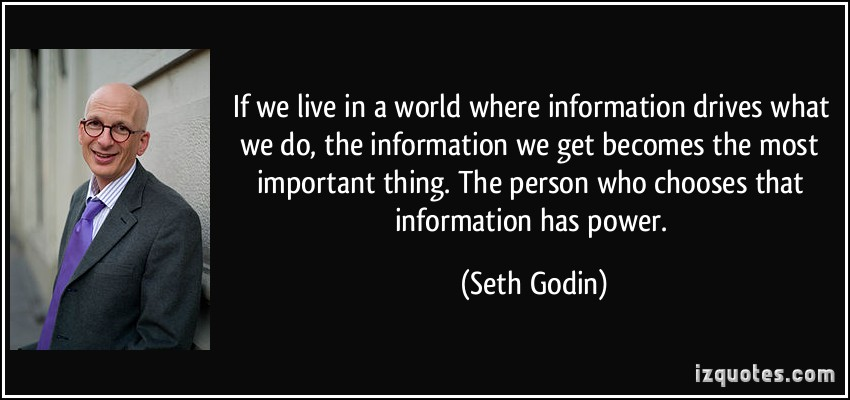 If we live in a world where information drives what
we do, the information we get becomes the most
important thing. The person who chooses that
information has power.
(Seth Godin)
izquotes.com